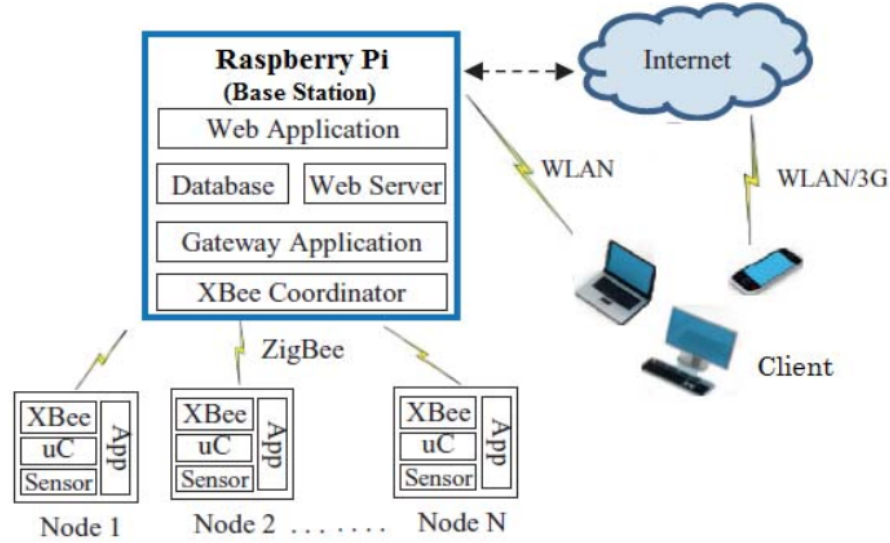 Raspberry Pi
(Base Station)
Web Application
Database
Web Server
Gateway Application
XBee Coordinator
Internet
WLAN
WLAN/3G
Client
ZigBee
XBee
uC
Sensor
App
Node 1
XBee
uC
Sensor
App
Node 2 . . . . . . . .
XBee
uC
Sensor
App
Node N